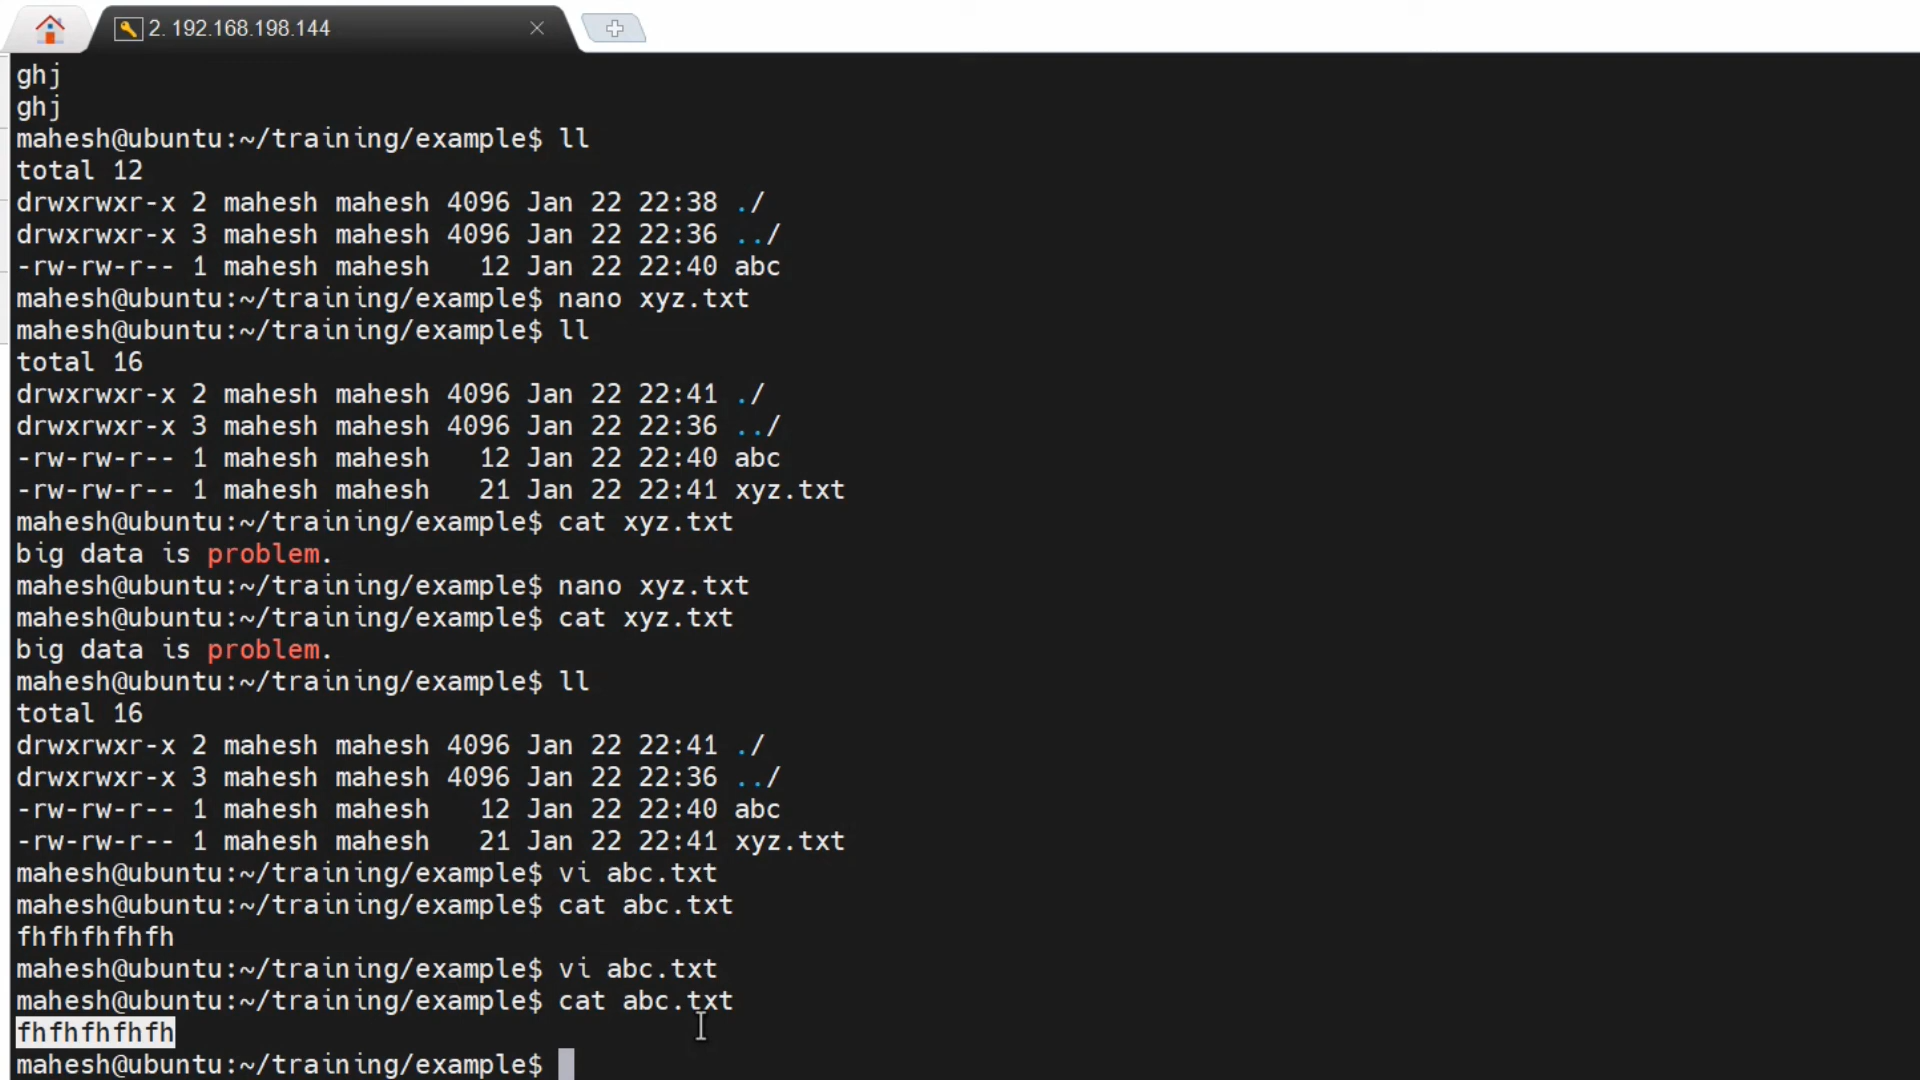 2. 192.168.198.144
ghj
ghj
mahesh@ubuntu:~/training/example$ ll
total 12
drwxrwxr-x 2 mahesh mahesh 4096 Jan 22 22:38 ./
drwxrwxr-x 3 mahesh mahesh 4096 Jan 22 22:36 ../
-rw-rw-r-- 1 mahesh mahesh   12 Jan 22 22:40 abc
mahesh@ubuntu:~/training/example$ nano xyz.txt
mahesh@ubuntu:~/training/example$ ll
total 16
drwxrwxr-x 2 mahesh mahesh 4096 Jan 22 22:41 ./
drwxrwxr-x 3 mahesh mahesh 4096 Jan 22 22:36 ../
-rw-rw-r-- 1 mahesh mahesh   12 Jan 22 22:40 abc
-rw-rw-r-- 1 mahesh mahesh   21 Jan 22 22:41 xyz.txt
mahesh@ubuntu:~/training/example$ cat xyz.txt
big data is problem.
mahesh@ubuntu:~/training/example$ nano xyz.txt
mahesh@ubuntu:~/training/example$ cat xyz.txt
big data is problem.
mahesh@ubuntu:~/training/example$ ll
total 16
drwxrwxr-x 2 mahesh mahesh 4096 Jan 22 22:41 ./
drwxrwxr-x 3 mahesh mahesh 4096 Jan 22 22:36 ../
-rw-rw-r-- 1 mahesh mahesh   12 Jan 22 22:40 abc
-rw-rw-r-- 1 mahesh mahesh   21 Jan 22 22:41 xyz.txt
mahesh@ubuntu:~/training/example$ vi abc.txt
mahesh@ubuntu:~/training/example$ cat abc.txt
fhfhfhfhfh
mahesh@ubuntu:~/training/example$ vi abc.txt
mahesh@ubuntu:~/training/example$ cat abc.txt
fhfhfhfhfh
mahesh@ubuntu:~/training/example$